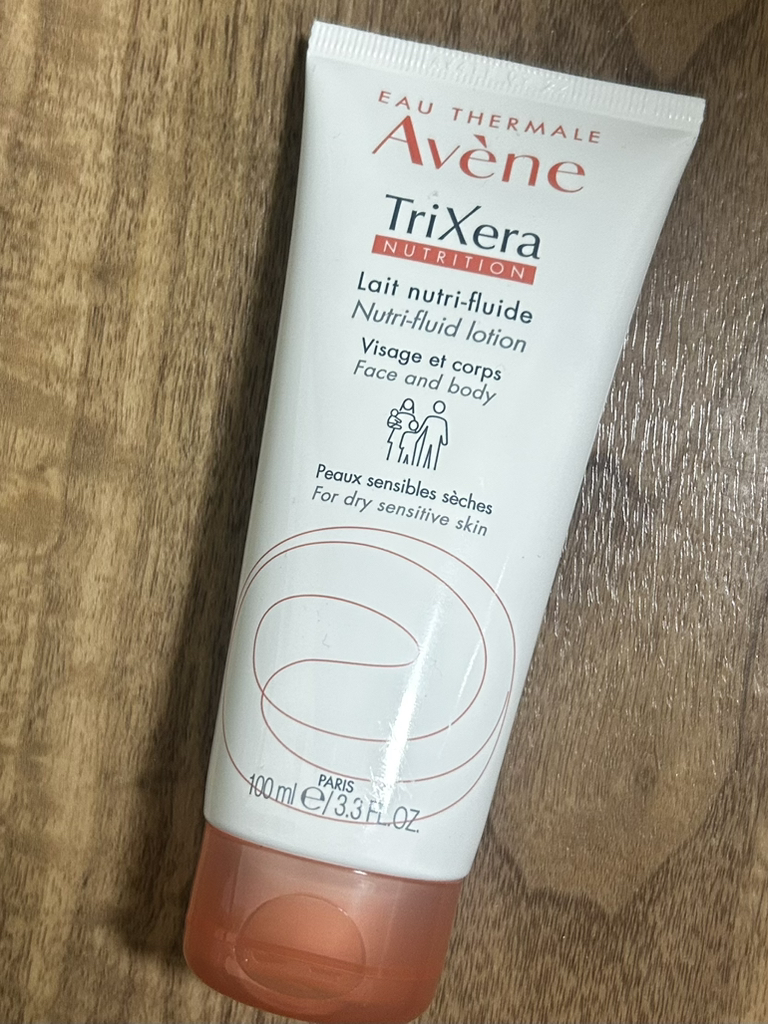 EAU THERMALE
Avène
TriXera
NUTRITION
Lait nutri-fluide
Nutri-fluid lotion
Visage et corps
Face and body
Peaux sensibles sèches
For dry sensitive skin
PARIS
100 ml ℮/3.3 FL.OZ.